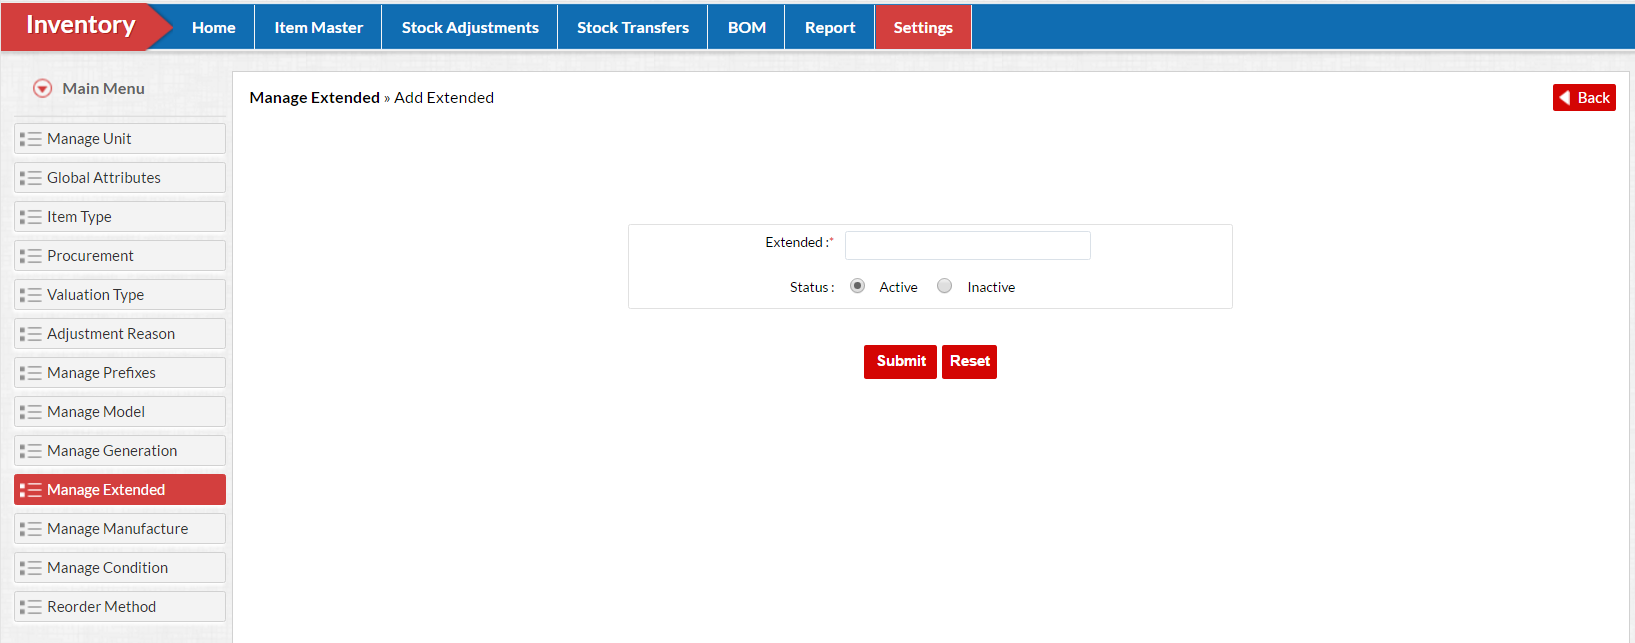 Inventory
Home
Item Master
Stock Adjustments
Stock Transfers
BOM
Report
Settings
Main Menu
Manage Unit
Global Attributes
Item Type
Procurement
Valuation Type
Adjustment Reason
Manage Prefixes
Manage Model
Manage Generation
Manage Extended
Manage Manufacture
Manage Condition
Reorder Method
Manage Extended » Add Extended
Back
Extended :*
Status : Active Inactive
Submit Reset